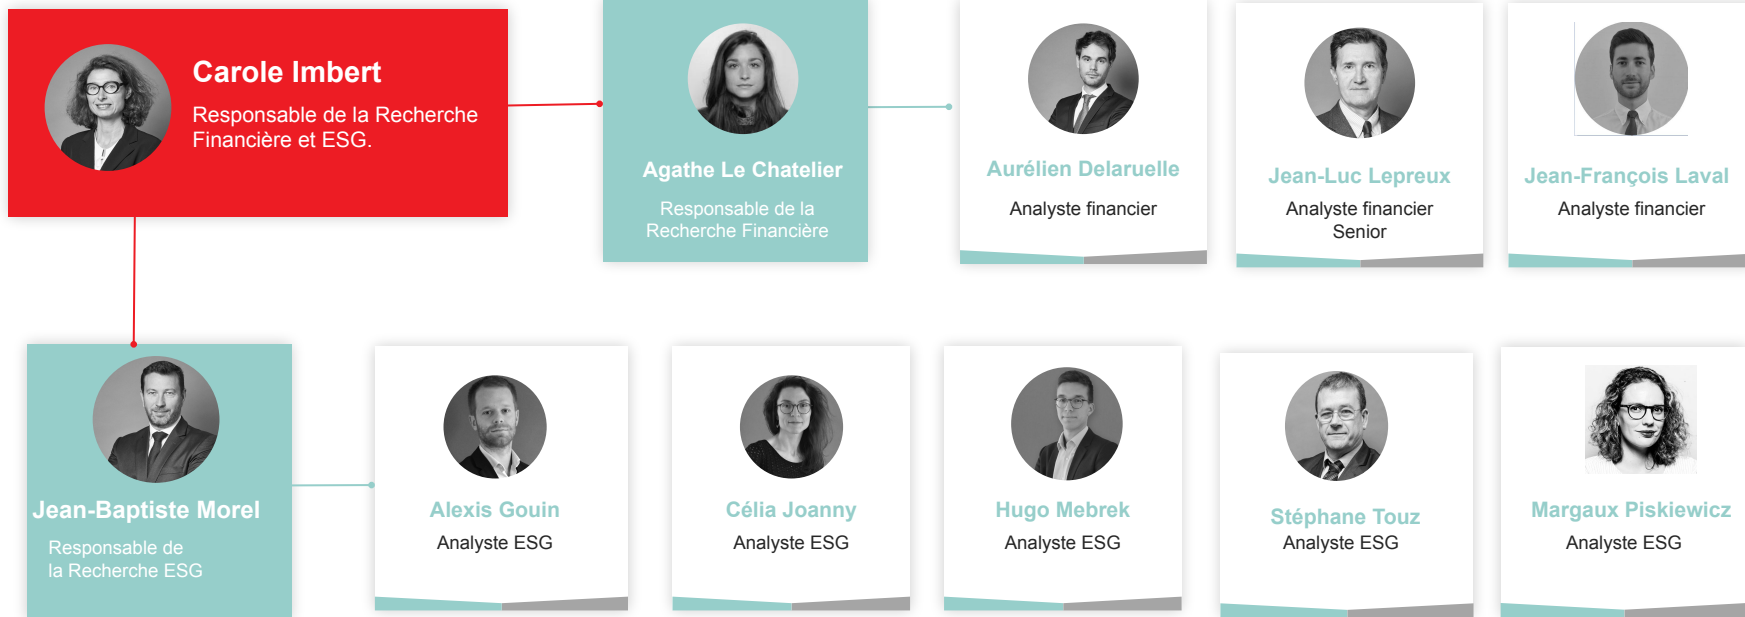 Carole Imbert
Responsable de la Recherche
Financière et ESG.
Agathe Le Chatelier
Responsable de la
Recherche Financière
Aurélien Delaruelle
Analyste financier
Jean-Luc Lepreux
Analyste financier
Senior
Jean-François Laval
Analyste financier
Jean-Baptiste Morel
Responsable de
la Recherche ESG
Alexis Gouin
Analyste ESG
Célia Joanny
Analyste ESG
Hugo Mebrek
Analyste ESG
Stéphane Touz
Analyste ESG
Margaux Piskiewicz
Analyste ESG